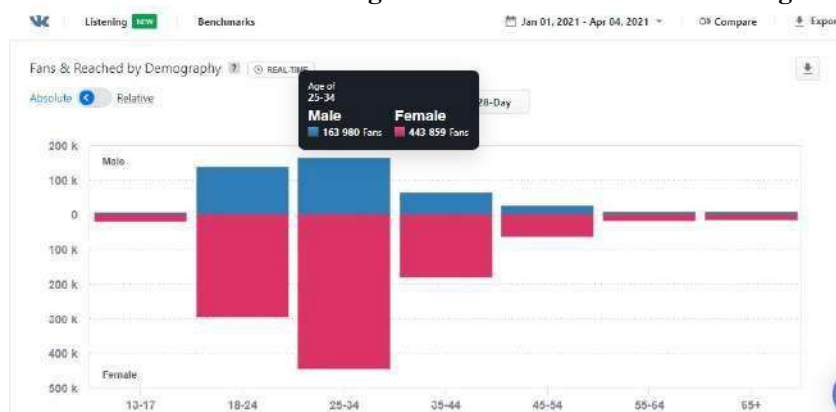 Listening NEW Benchmarks Jan 01, 2021 - Apr 04, 2021 Compare Expor
Fans & Reached by Demography ? REAL-TIME
Absolute Relative
28-Day
Age of
25-34
Male Female
163 980 Fans 443 859 Fans
200 k
Male
100 k
0
100 k
200 k
300 k
400 k
Female
500 k
13-17 18-24 25-34 35-44 45-54 55-64 65+